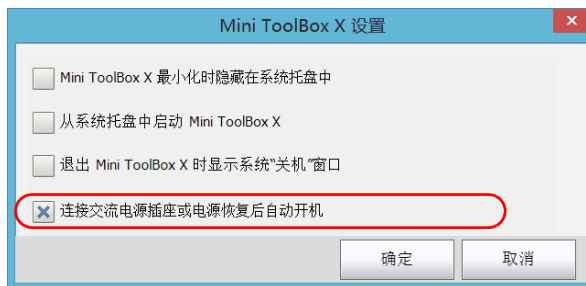 Mini ToolBox X 设置
Mini ToolBox X 最小化时隐藏在系统托盘中
从系统托盘中启动 Mini ToolBox X
退出 Mini ToolBox X 时显示系统“关机”窗口
连接交流电源插座或电源恢复后自动开机
确定 取消